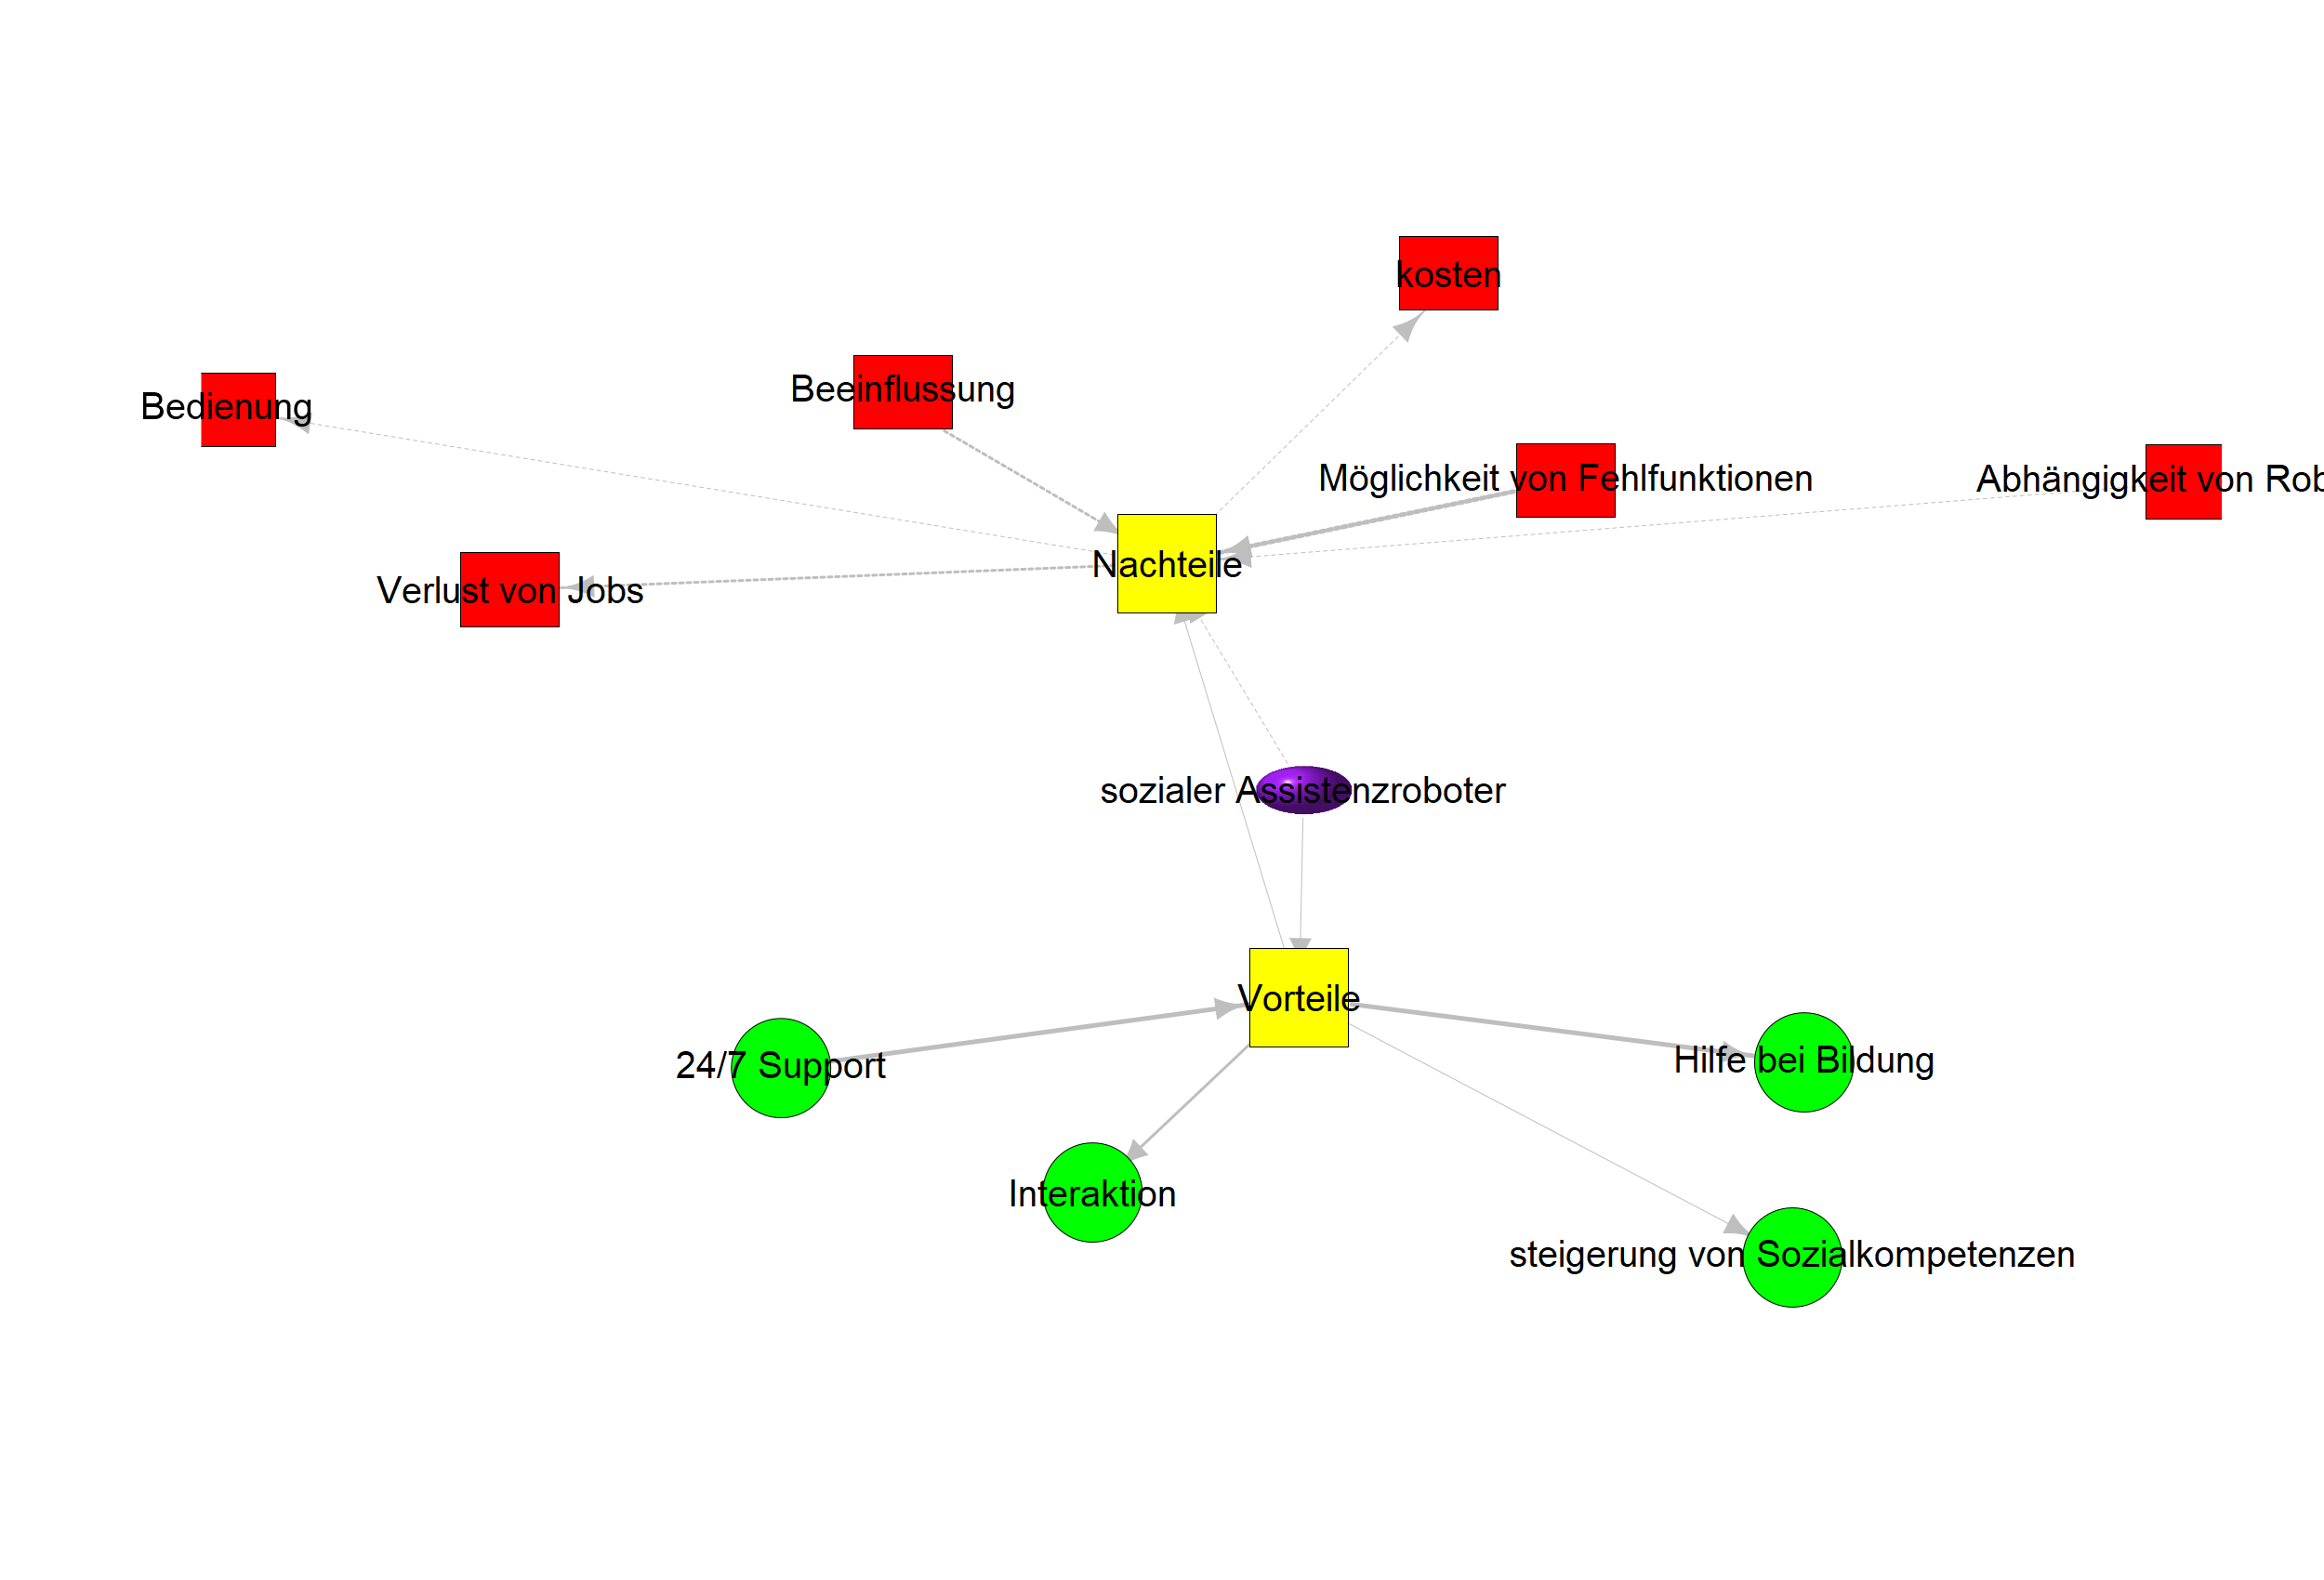 kosten
Beeinflussung
Bedienung
Möglichkeit von Fehlfunktionen
Abhängigkeit von Rob
Nachteile
Verlust von Jobs
sozialer Assistenzroboter
Vorteile
24/7 Support
Hilfe bei Bildung
Interaktion
steigerung von Sozialkompetenzen